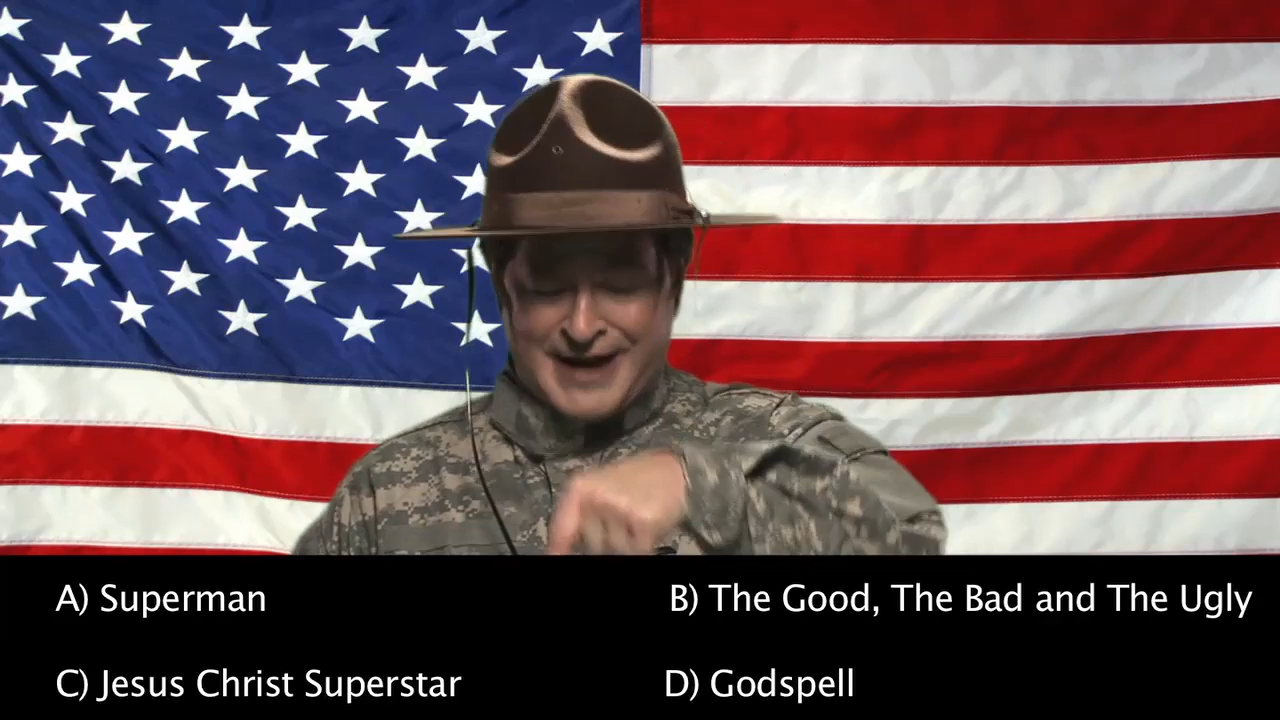 A) Superman
B) The Good, The Bad and The Ugly
C) Jesus Christ Superstar
D) Godspell